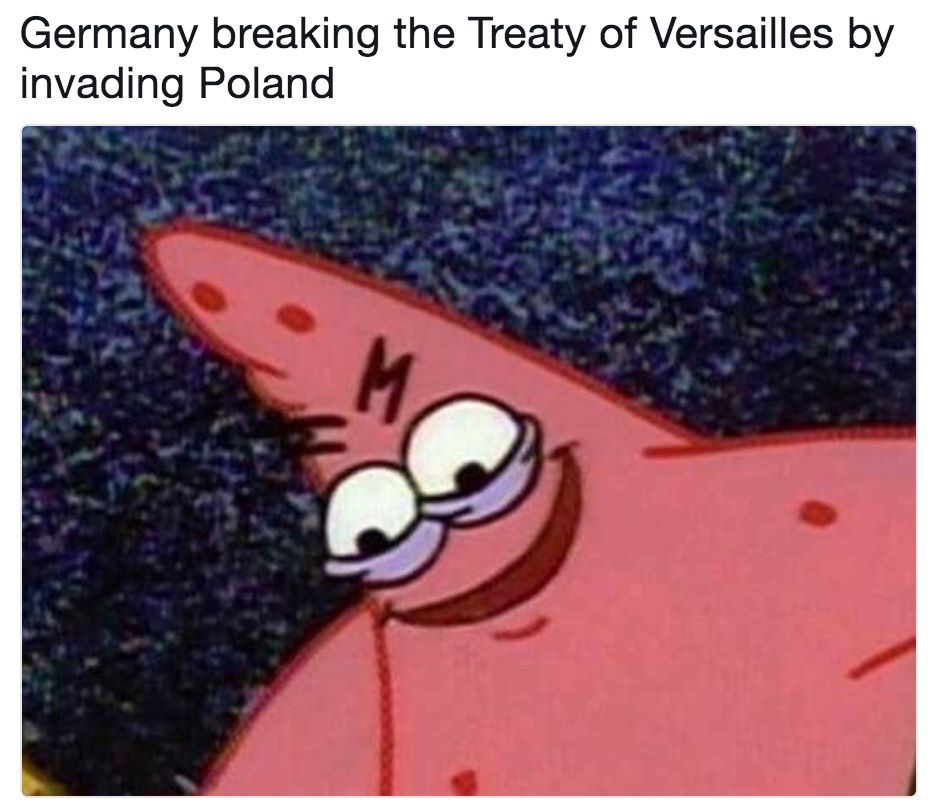 Germany breaking the Treaty of Versailles by
invading Poland